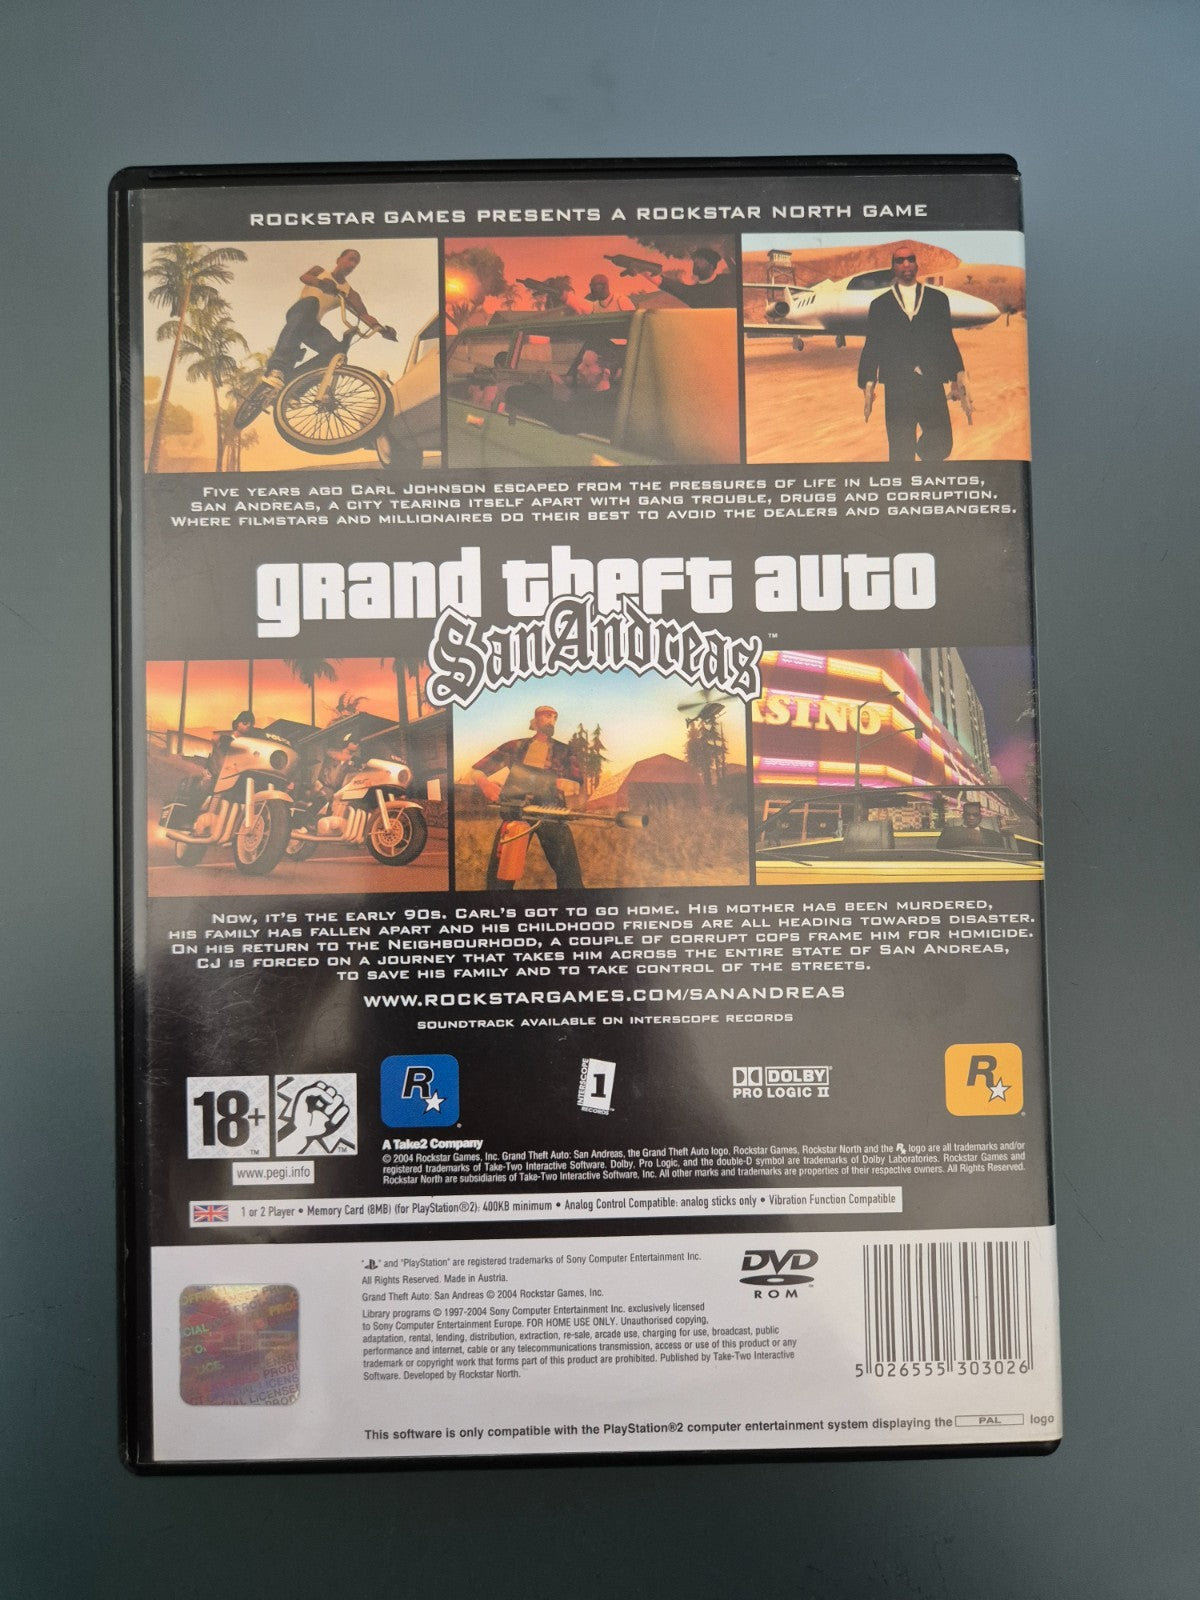 ROCKSTAR GAMES PRESENTS A ROCKSTAR NORTH GAME
FIVE YEARS AGO CARL JOHNSON ESCAPED FROM THE PRESSURES OF LIFE IN LOS SANTOS,
SAN ANDREAS, A CITY TEARING ITSELF APART WITH GANG TROUBLE, DRUGS AND CORRUPTION.
WHERE FILMSTARS AND MILLIONAIRES DO THEIR BEST TO AVOID THE DEALERS AND GANGBANGERS.
grand theft auto
San Andreas™
SINO
NOW, IT'S THE EARLY 90S. CARL'S GOT TO GO HOME. HIS MOTHER HAS BEEN MURDERED,
HIS FAMILY HAS FALLEN APART AND HIS CHILDHOOD FRIENDS ARE ALL HEADING TOWARDS DISASTER.
ON HIS RETURN TO THE NEIGHBOURHOOD, A COUPLE OF CORRUPT COPS FRAME HIM FOR HOMICIDE.
CJ IS FORCED ON A JOURNEY THAT TAKES HIM ACROSS THE ENTIRE STATE OF SAN ANDREAS,
TO SAVE HIS FAMILY AND TO TAKE CONTROL OF THE STREETS.
WWW.ROCKSTARGAMES.COM/SANANDREAS
SOUNDTRACK AVAILABLE ON INTERSCOPE RECORDS
18+™
www.pegi.info
R
INTERSCOPE
1
RECORDS
DOLBY®
PRO LOGIC II
R
A Take2 Company
© 2004 Rockstar Games, Inc. Grand Theft Auto: San Andreas, the Grand Theft Auto logo, Rockstar Games, Rockstar North and the R logo are all trademarks and/or
registered trademarks of Take-Two Interactive Software. Dolby, Pro Logic, and the double-D symbol are trademarks of Dolby Laboratories. Rockstar Games and
Rockstar North are subsidiaries of Take-Two Interactive Software, Inc. All other marks and trademarks are properties of their respective owners. All Rights Reserved.
1 or 2 Player • Memory Card (8MB) (for PlayStation®2): 400KB minimum • Analog Control Compatible: analog sticks only • Vibration Function Compatible
" " and "PlayStation" are registered trademarks of Sony Computer Entertainment Inc.
All Rights Reserved. Made in Austria.
Grand Theft Auto: San Andreas © 2004 Rockstar Games, Inc.
Library programs © 1997-2004 Sony Computer Entertainment Inc. exclusively licensed
to Sony Computer Entertainment Europe. FOR HOME USE ONLY. Unauthorised copying,
adaptation, rental, lending, distribution, extraction, re-sale, arcade use, charging for use, broadcast, public
performance and internet, cable or any telecommunications transmission, access or use of this product or any
trademark or copyright work that forms part of this product are prohibited. Published by Take-Two Interactive
Software. Developed by Rockstar North.
DVD
ROM
5 026555 303026
This software is only compatible with the PlayStation®2 computer entertainment system displaying the PAL logo